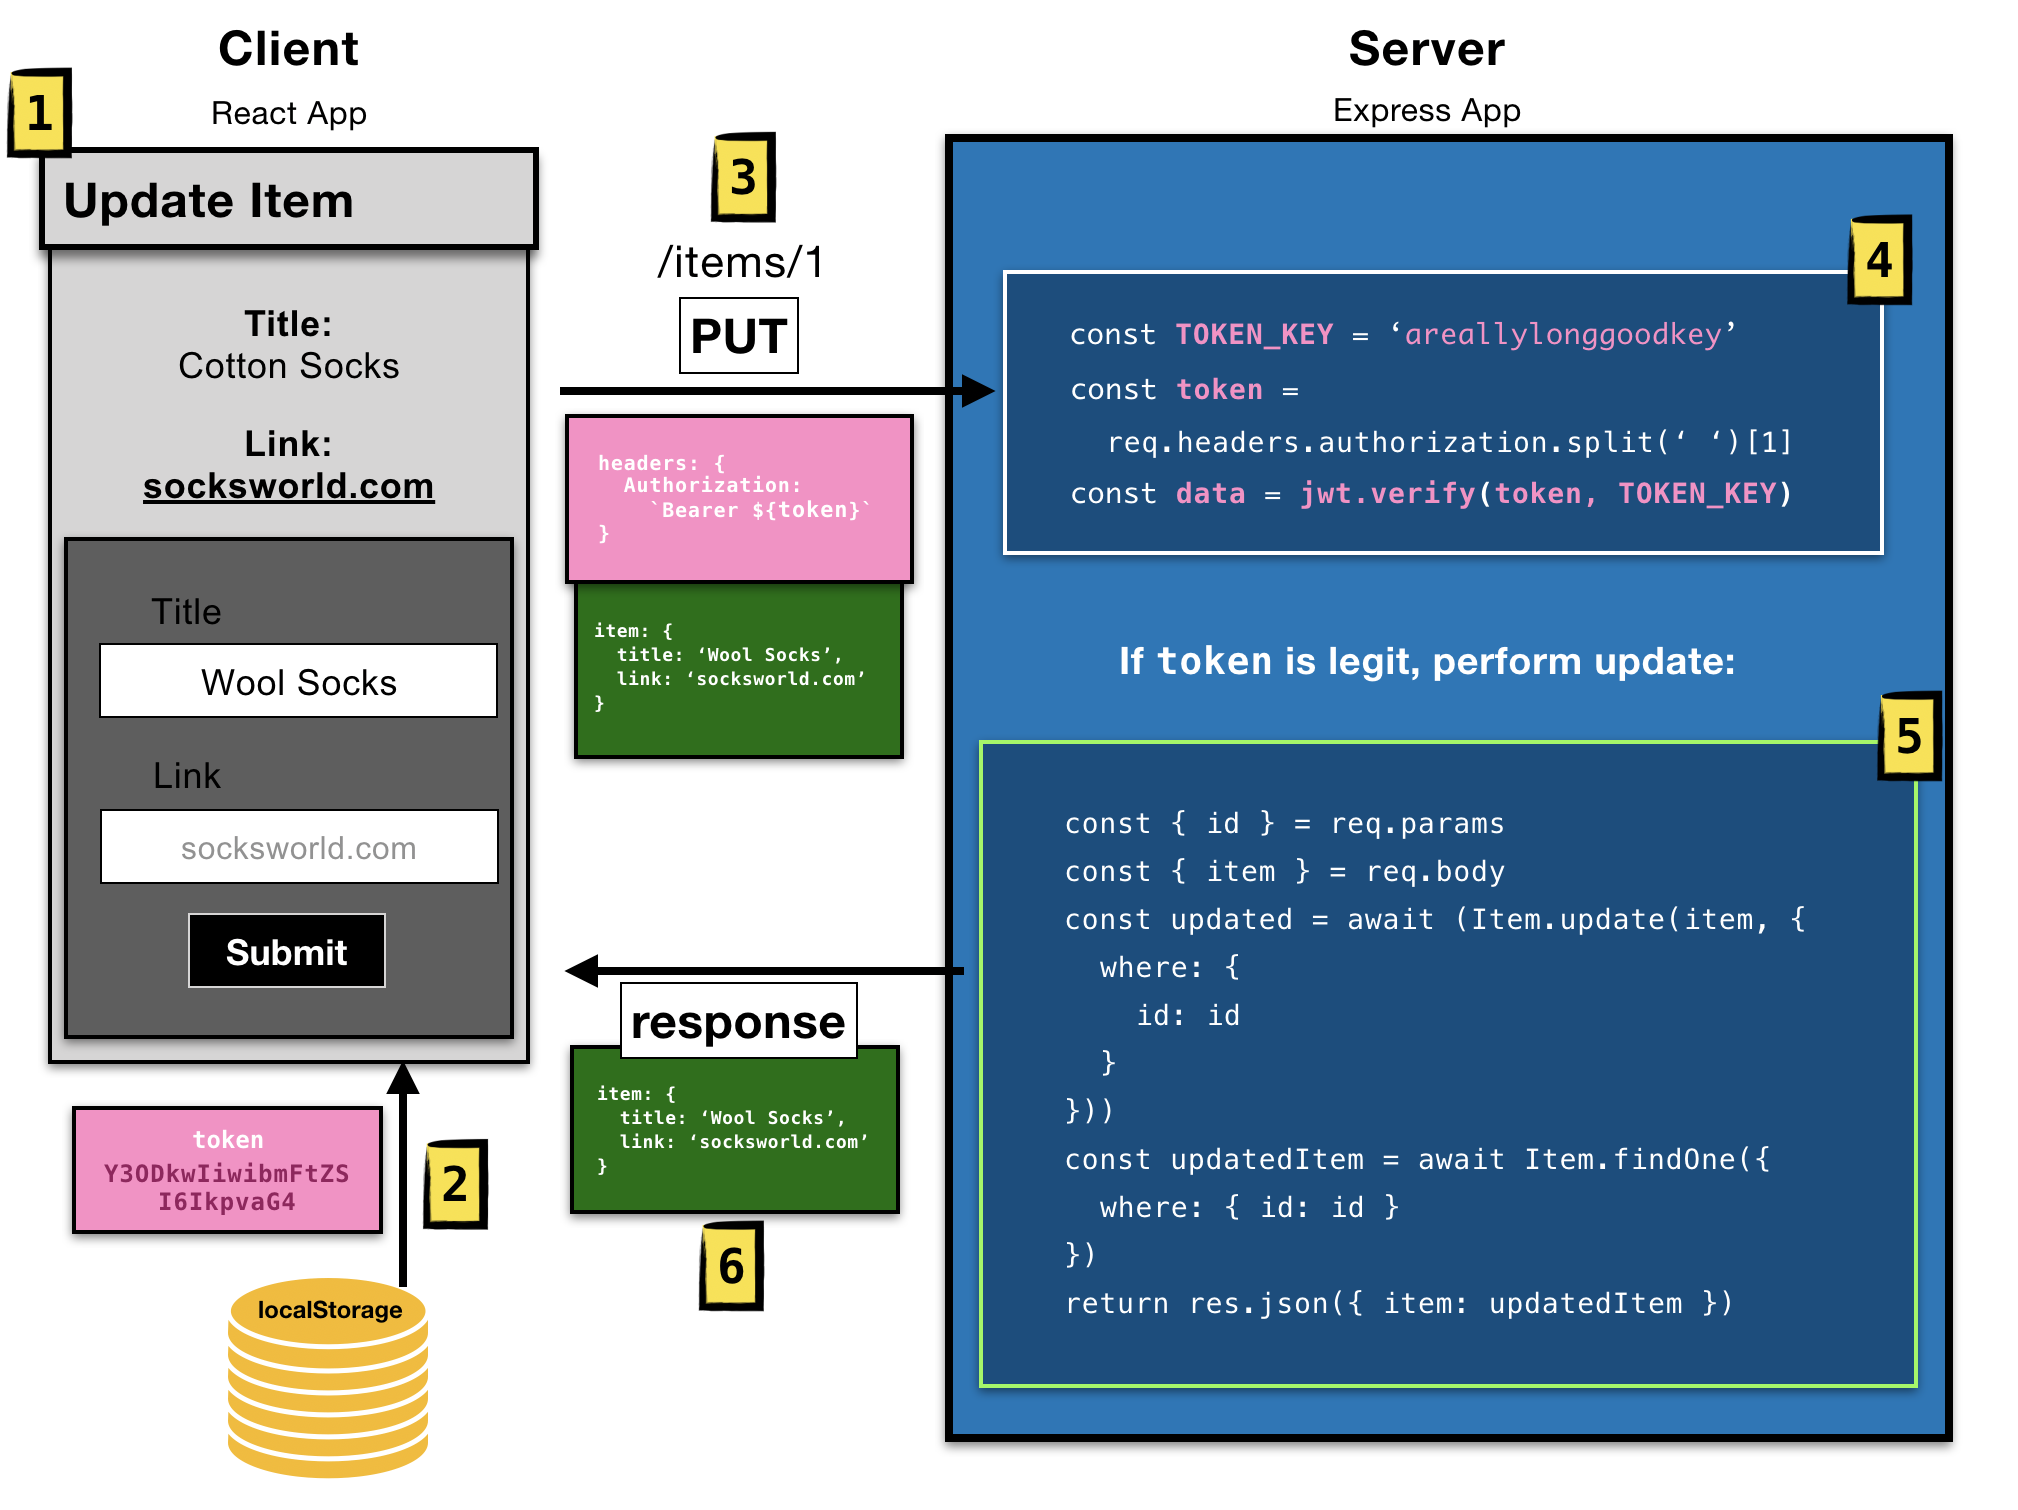 Client
React App
1
Update Item
Title:
Cotton Socks
Link:
socksworld.com
Title
Wool Socks
Link
socksworld.com
Submit
token
Y3ODkwIiwibmFtZS
I6IkpvaG4
2
localStorage
3
/items/1
PUT
headers: {
Authorization:
`Bearer ${token}`
}
item: {
title: ‘Wool Socks’,
link: ‘socksworld.com’
}
response
item: {
title: ‘Wool Socks’,
link: ‘socksworld.com’
}
6
Server
Express App
4
const TOKEN_KEY = ‘areallylonggoodkey’
const token =
req.headers.authorization.split(‘ ‘)[1]
const data = jwt.verify(token, TOKEN_KEY)
If token is legit, perform update:
5
const { id } = req.params
const { item } = req.body
const updated = await (Item.update(item, {
where: {
id: id
}
}))
const updatedItem = await Item.findOne({
where: { id: id }
})
return res.json({ item: updatedItem })